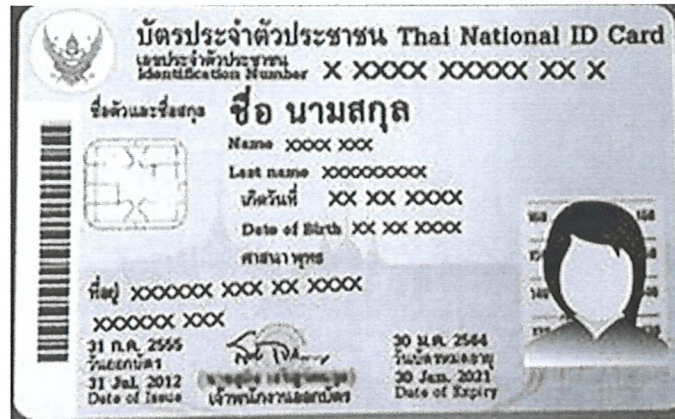 บัตรประจำตัวประชาชน Thai National ID Card
เลขประจำตัวประชาชน
Identification Number X XXXX XXXXX XX X
ชื่อตัวและชื่อสกุล ชื่อ นามสกุล
Name XXXX XXX
Last name XXXXXXXXXX
เกิดวันที่ XX XX XXXX
Date of Birth XX XX XXXX
ศาสนา พุทธ
ที่อยู่ XXXXXXX XXX XX XXXX
XXXXXX XXX
31 ก.ค. 2555
วันออกบัตร
31 Jul. 2012
Date of Issue
เจ้าพนักงานออกบัตร
30 ม.ค. 2564
วันบัตรหมดอายุ
30 Jan. 2021
Date of Expiry
160 160
150
140 140